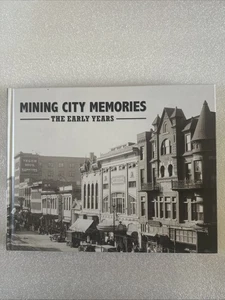 MINING CITY MEMORIES
THE EARLY YEARS